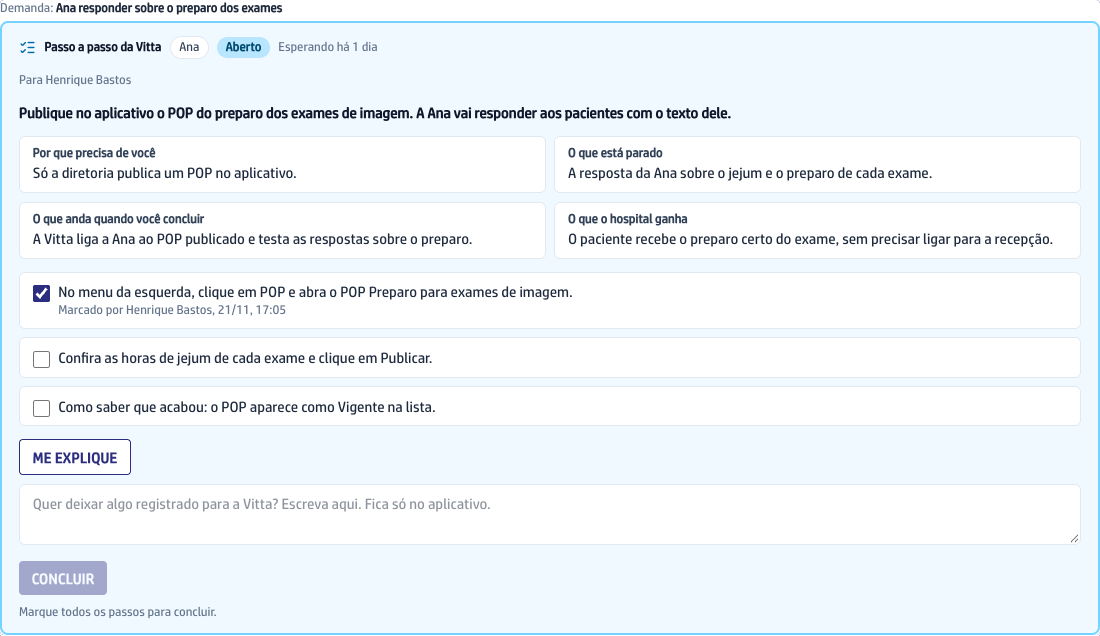 Demanda: Ana responder sobre o preparo dos exames
Passo a passo da Vitta Ana Aberto Esperando há 1 dia
Para Henrique Bastos
Publique no aplicativo o POP do preparo dos exames de imagem. A Ana vai responder aos pacientes com o texto dele.
Por que precisa de você
Só a diretoria publica um POP no aplicativo.
O que está parado
A resposta da Ana sobre o jejum e o preparo de cada exame.
O que anda quando você concluir
A Vitta liga a Ana ao POP publicado e testa as respostas sobre o preparo.
O que o hospital ganha
O paciente recebe o preparo certo do exame, sem precisar ligar para a recepção.
No menu da esquerda, clique em POP e abra o POP Preparo para exames de imagem.
Marcado por Henrique Bastos, 21/11, 17:05
Confira as horas de jejum de cada exame e clique em Publicar.
Como saber que acabou: o POP aparece como Vigente na lista.
ME EXPLIQUE
Quer deixar algo registrado para a Vitta? Escreva aqui. Fica só no aplicativo.
CONCLUIR
Marque todos os passos para concluir.